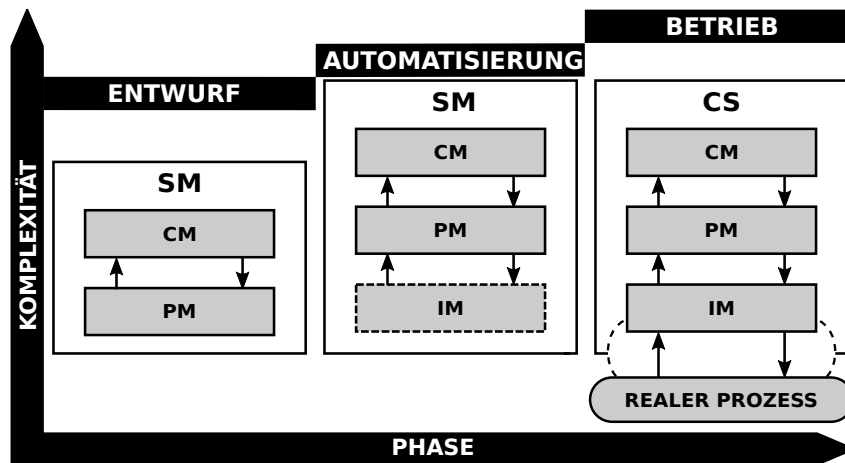 BETRIEB
AUTOMATISIERUNG
ENTWURF
KOMPLEXITÄT
SM
CM
PM
SM
CM
PM
IM
CS
CM
PM
IM
REALER PROZESS
PHASE